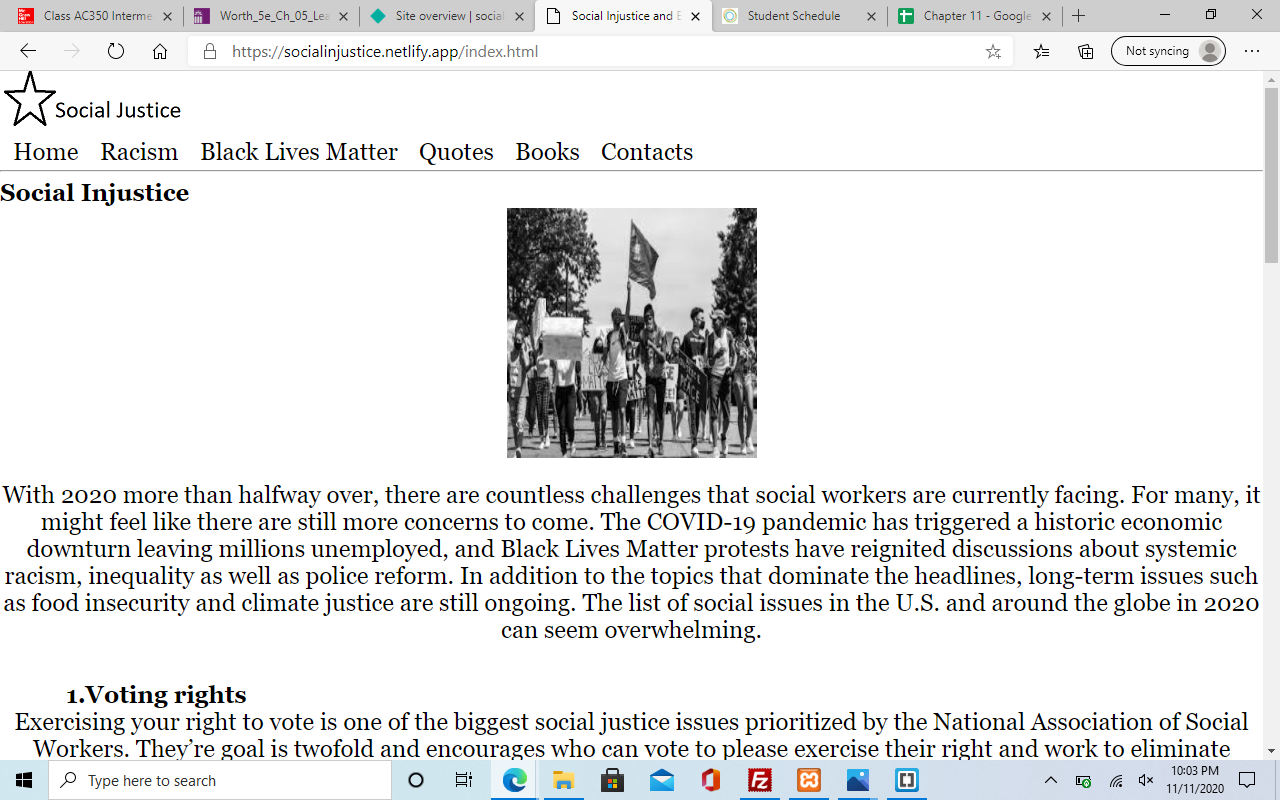 Class AC350 Interme
Worth_5e_Ch_05_Lea
Site overview | social
Social Injustice and E
Student Schedule
Chapter 11 - Google
https://socialinjustice.netlify.app/index.html
Not syncing
Social Justice
Home Racism Black Lives Matter Quotes Books Contacts
Social Injustice
With 2020 more than halfway over, there are countless challenges that social workers are currently facing. For many, it
might feel like there are still more concerns to come. The COVID-19 pandemic has triggered a historic economic
downturn leaving millions unemployed, and Black Lives Matter protests have reignited discussions about systemic
racism, inequality as well as police reform. In addition to the topics that dominate the headlines, long-term issues such
as food insecurity and climate justice are still ongoing. The list of social issues in the U.S. and around the globe in 2020
can seem overwhelming.
1.Voting rights
Exercising your right to vote is one of the biggest social justice issues prioritized by the National Association of Social
Workers. They’re goal is twofold and encourages who can vote to please exercise their right and work to eliminate
Type here to search
10:03 PM
11/11/2020